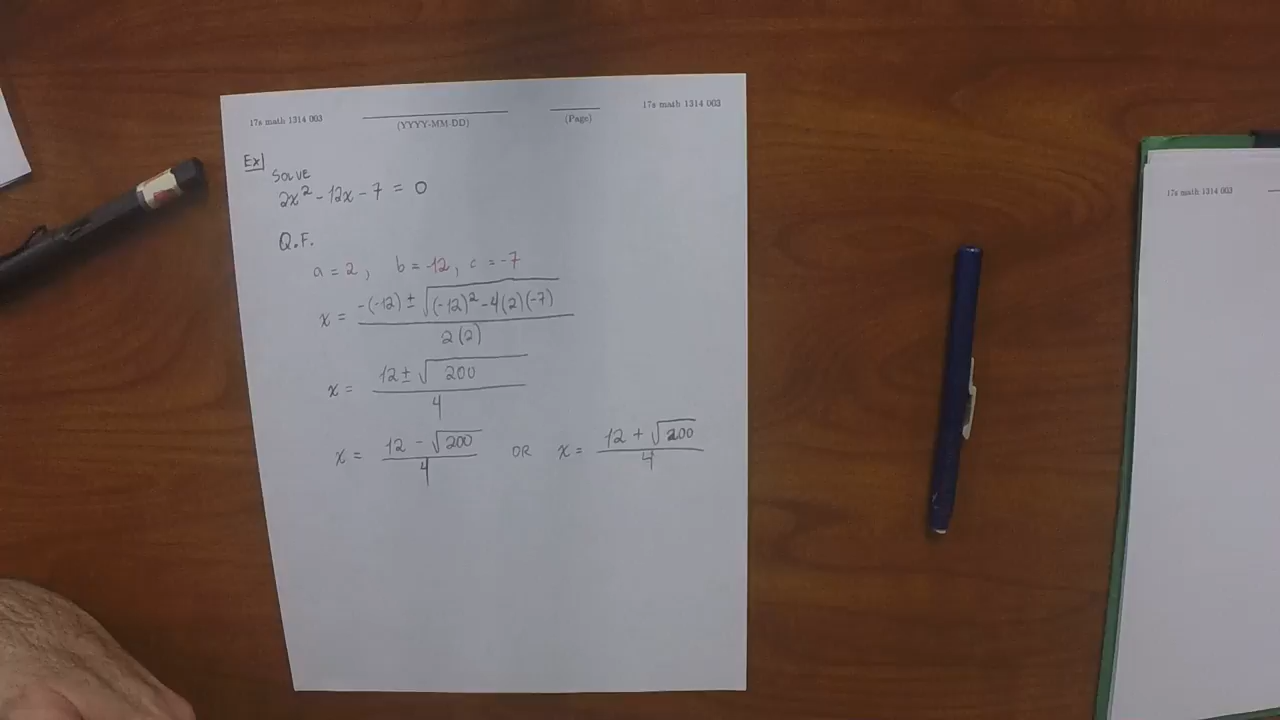 17s math 1314 003 (YYYY-MM-DD) (Page) 17s math 1314 003
Ex]
Solve
2x² - 12x - 7 = 0
Q.F.
a = 2, b = -12, c = -7
x = (-(-12) ± √((-12)² - 4(2)(-7))) / 2(2)
x = (12 ± √200) / 4
x = (12 - √200) / 4 OR x = (12 + √200) / 4
17s math 1314 003